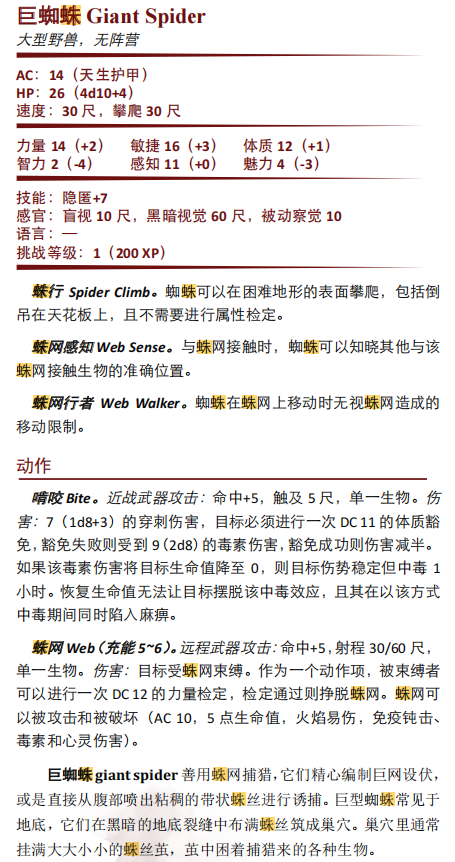 巨蜘蛛 Giant Spider
大型野兽，无阵营
AC：14（天生护甲）
HP：26（4d10+4）
速度：30 尺，攀爬 30 尺
力量 14（+2） 敏捷 16（+3） 体质 12（+1）
智力 2（-4） 感知 11（+0） 魅力 4（-3）
技能：隐匿+7
感官：盲视 10 尺，黑暗视觉 60 尺，被动察觉 10
语言：—
挑战等级：1（200 XP）
蛛行 Spider Climb。蜘蛛可以在困难地形的表面攀爬，包括倒
吊在天花板上，且不需要进行属性检定。
蛛网感知 Web Sense。与蛛网接触时，蜘蛛可以知晓其他与该
蛛网接触生物的准确位置。
蛛网行者 Web Walker。蜘蛛在蛛网上移动时无视蛛网造成的
移动限制。
动作
啃咬 Bite。近战武器攻击：命中+5，触及 5 尺，单一生物。伤
害：7（1d8+3）的穿刺伤害，目标必须进行一次 DC 11 的体质豁
免，豁免失败则受到 9（2d8）的毒素伤害，豁免成功则伤害减半。
如果该毒素伤害将目标生命值降至 0，则目标伤势稳定但中毒 1
小时。恢复生命值无法让目标摆脱该中毒效应，且其在以该方式
中毒期间同时陷入麻痹。
蛛网 Web（充能 5~6）。远程武器攻击：命中+5，射程 30/60 尺，
单一生物。伤害：目标受蛛网束缚。作为一个动作项，被束缚者
可以进行一次 DC 12 的力量检定，检定通过则挣脱蛛网。蛛网可
以被攻击和被破坏（AC 10，5 点生命值，火焰易伤，免疫钝击、
毒素和心灵伤害）。
巨蜘蛛 giant spider 善用蛛网捕猎，它们精心编制巨网设伏，
或是直接从腹部喷出粘稠的带状蛛丝进行诱捕。巨型蜘蛛常见于
地底，它们在黑暗的地底裂缝中布满蛛丝筑成巢穴。巢穴里通常
挂满大大小小的蛛丝茧，茧中困着捕猎来的各种生物。